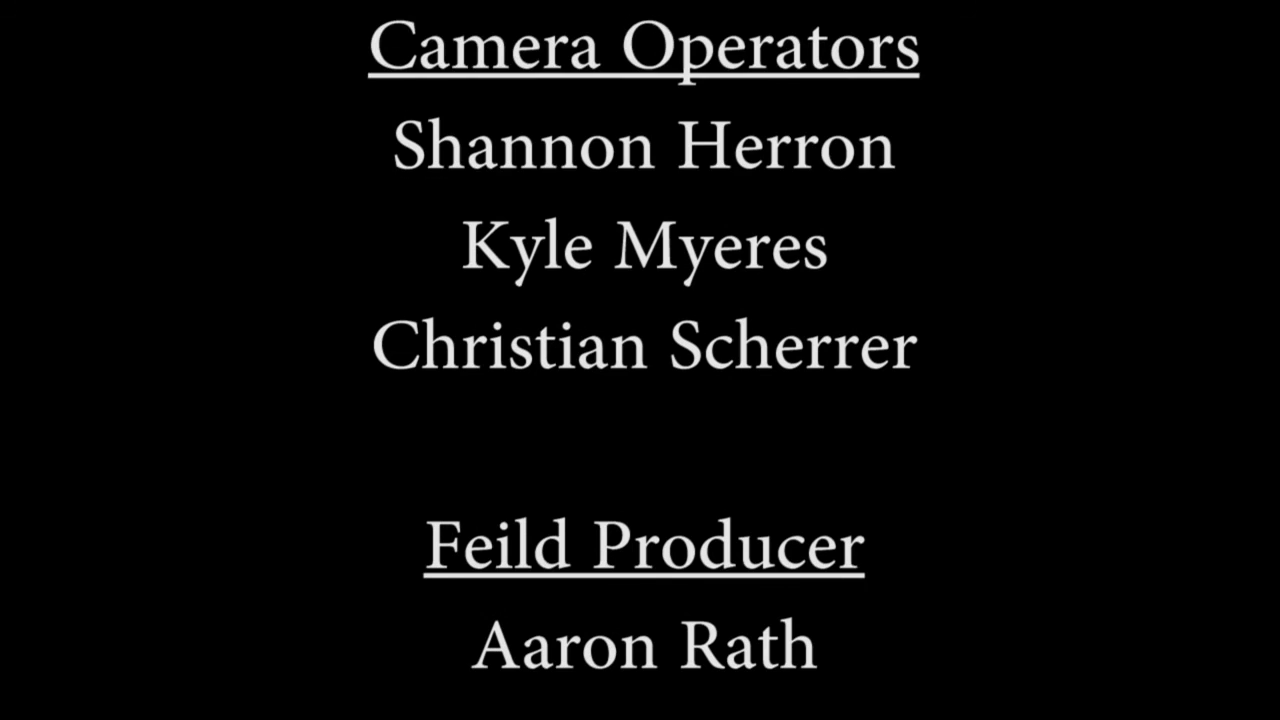 Camera Operators
Shannon Herron
Kyle Myeres
Christian Scherrer
Feild Producer
Aaron Rath